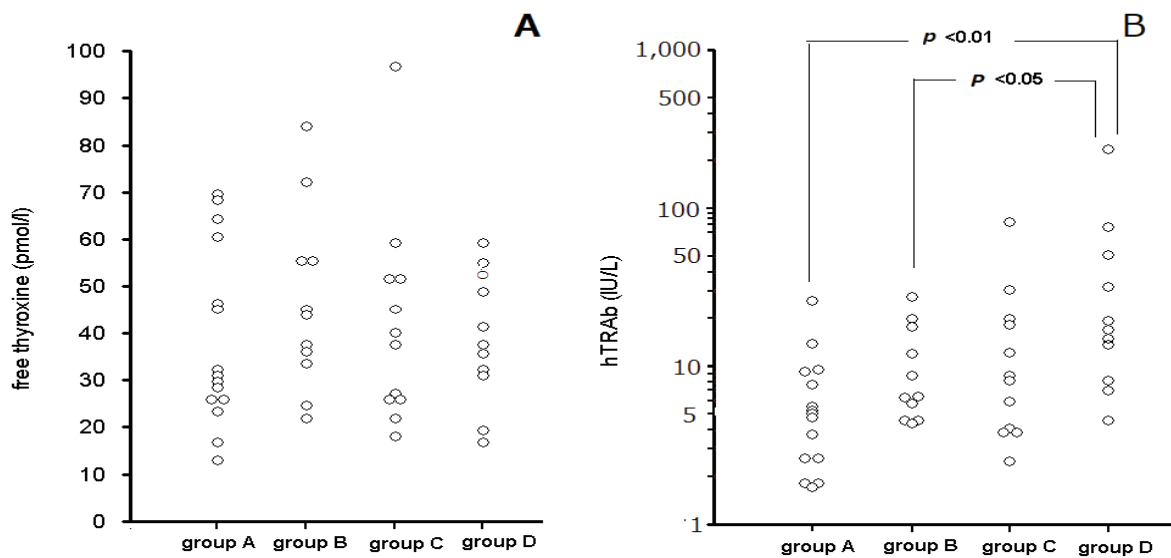 A
100
90
80
70
60
50
40
30
20
10
0
free thyroxine (pmol/l)
group A group B group C group D
B
p <0.01
P <0.05
1,000
500
100
50
10
5
1
hTRAb (IU/L)
group A group B group C group D